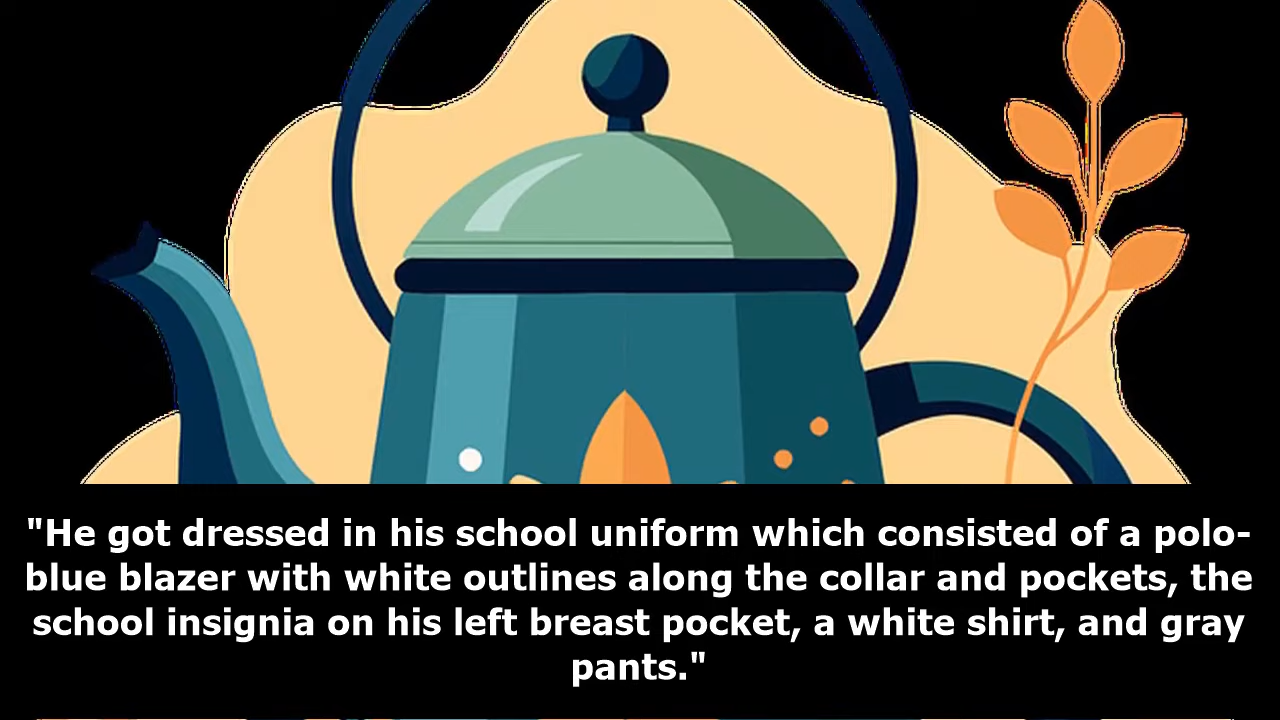 "He got dressed in his school uniform which consisted of a polo-
blue blazer with white outlines along the collar and pockets, the
school insignia on his left breast pocket, a white shirt, and gray
pants."